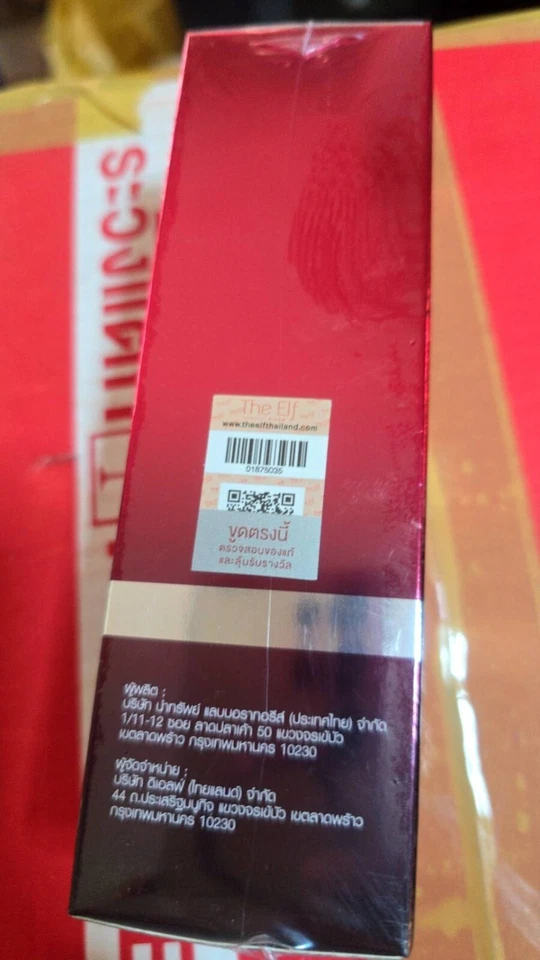 The Elf
www.theelfthailand.com
01875035
ขูดตรงนี้
ตรวจสอบของแท้
และลุ้นรับรางวัล
ผู้ผลิต :
บริษัท นำทรัพย์ แลบบอราทอรีส์ (ประเทศไทย) จำกัด
1/11-12 ซอย ลาดปลาเค้า 50 แขวงจรเข้บัว
เขตลาดพร้าว กรุงเทพมหานคร 10230
ผู้จัดจำหน่าย :
บริษัท ดิเอลฟ์ (ไทยแลนด์) จำกัด
44 ถ.ประเสริฐมนูกิจ แขวงจรเข้บัว เขตลาดพร้าว
กรุงเทพมหานคร 10230